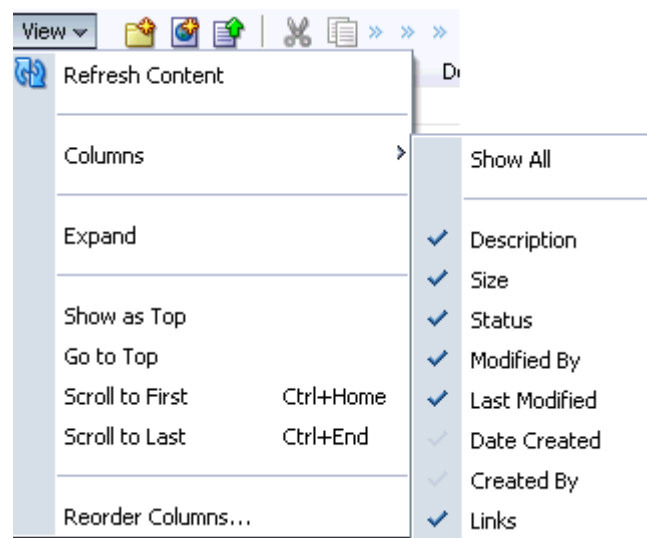 View
Refresh Content
Columns
Expand
Show as Top
Go to Top
Scroll to First Ctrl+Home
Scroll to Last Ctrl+End
Reorder Columns...
Show All
Description
Size
Status
Modified By
Last Modified
Date Created
Created By
Links